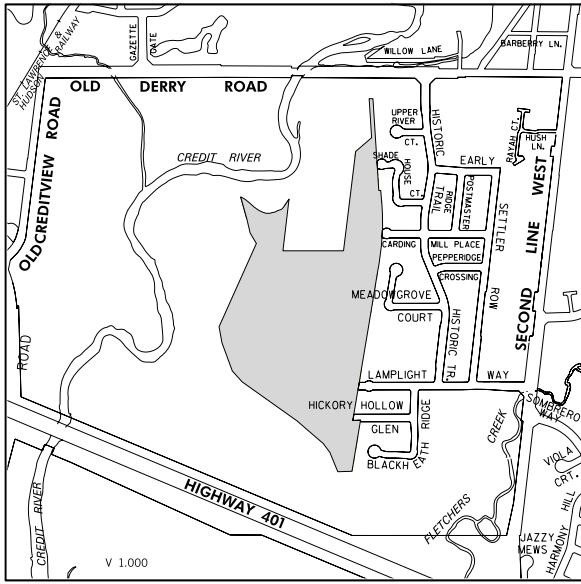 ST. LAWRENCE &
HUDSON RAILWAY
GAZETTE
GATE
WILLOW LANE
BARBERRY LN.
OLD DERRY ROAD
OLD CREDITVIEW ROAD
ROAD
CREDIT RIVER
UPPER
RIVER
CT.
HISTORIC
TRAIL
SHADE
HOUSE
CT.
EARLY
SETTLER
ROW
RIDGE
POSTMASTER
RAYAH CT.
HUSH
LN.
SECOND LINE WEST
CARDING
MILL PLACE
PEPPERIDGE
CROSSING
MEADOWGROVE
COURT
HISTORIC TR.
LAMPLIGHT
WAY
HICKORY HOLLOW
GLEN
BLACKHEATH RIDGE
HIGHWAY 401
CREDIT RIVER
FLETCHERS
CREEK
SOMBRERO
WAY
VIOLA
CRT.
HARMONY HILL
JAZZY
MEWS
V 1.000